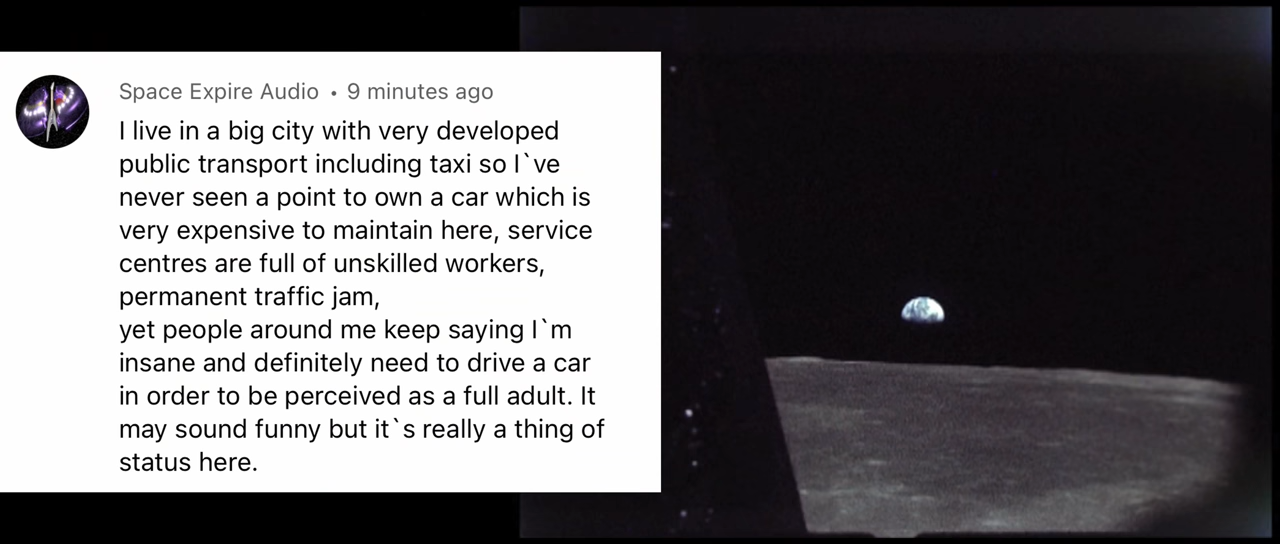 Space Expire Audio • 9 minutes ago
I live in a big city with very developed
public transport including taxi so I`ve
never seen a point to own a car which is
very expensive to maintain here, service
centres are full of unskilled workers,
permanent traffic jam,
yet people around me keep saying I`m
insane and definitely need to drive a car
in order to be perceived as a full adult. It
may sound funny but it`s really a thing of
status here.